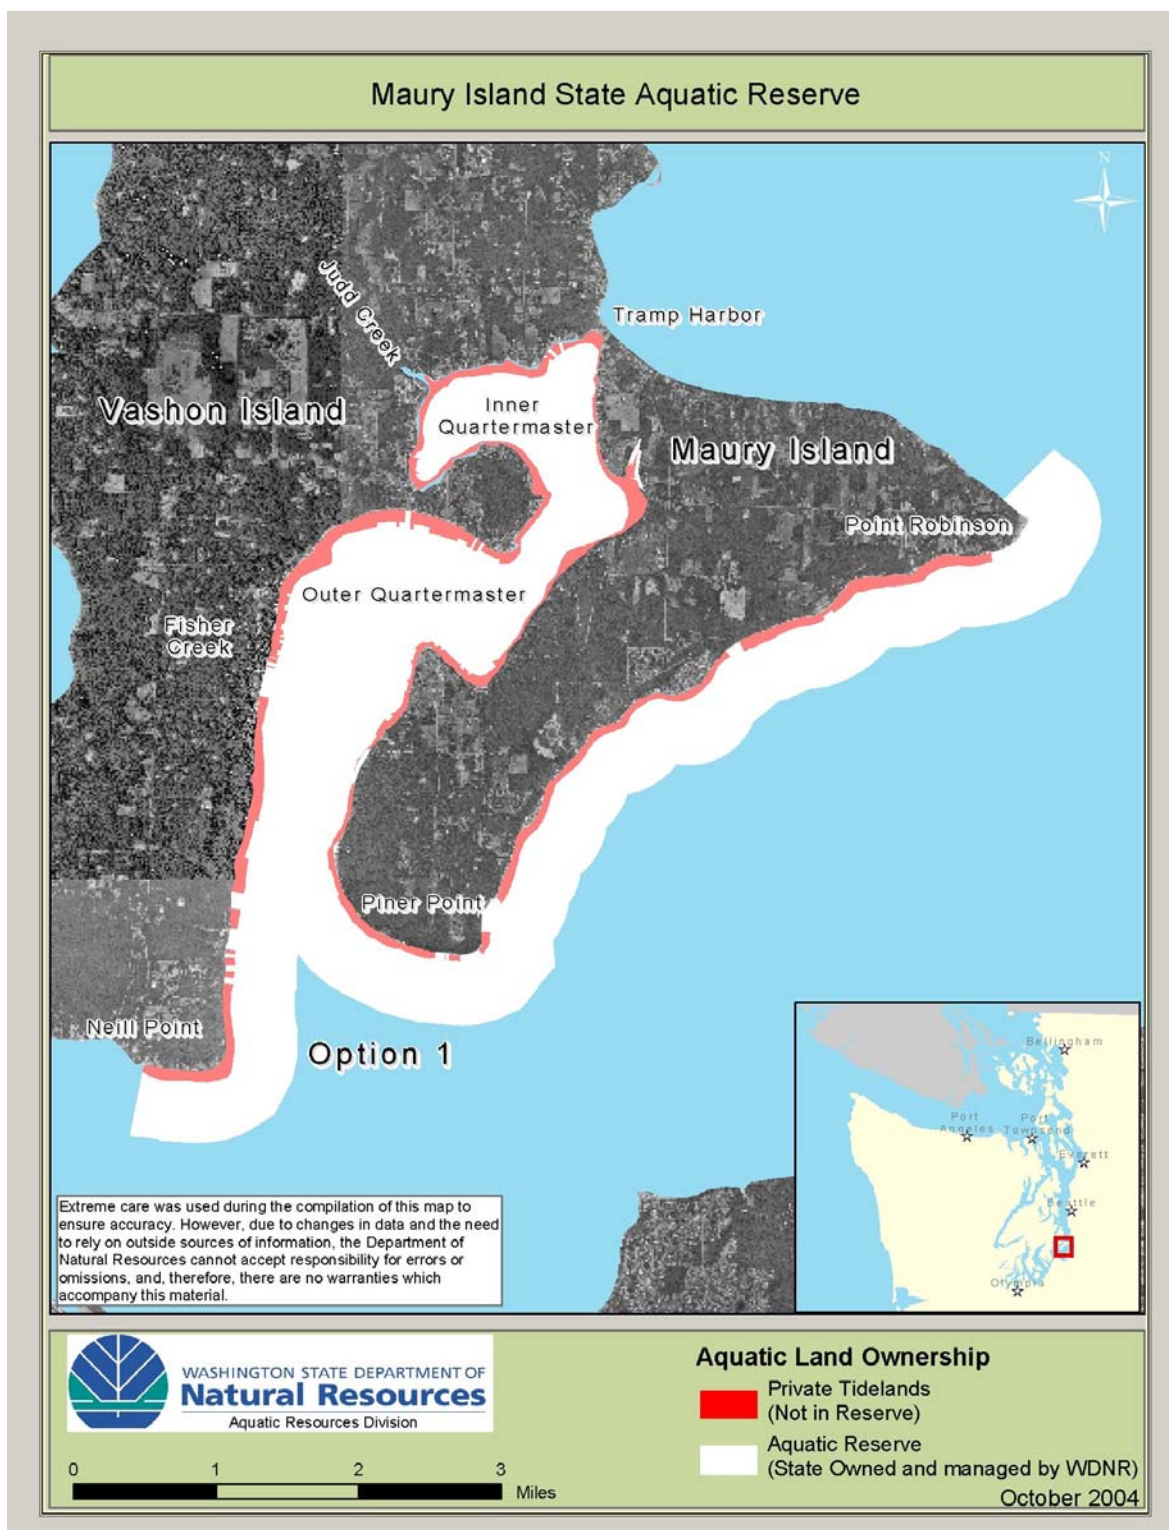 Maury Island State Aquatic Reserve
N
Judd Creek
Tramp Harbor
Vashon Island
Inner
Quartermaster
Maury Island
Point Robinson
Outer Quartermaster
Fisher
Creek
Piner Point
Neill Point
Option 1
Bellingham
Port
Angeles
Port
Townsend
Everett
Seattle
Olympia
Extreme care was used during the compilation of this map to
ensure accuracy. However, due to changes in data and the need
to rely on outside sources of information, the Department of
Natural Resources cannot accept responsibility for errors or
omissions, and, therefore, there are no warranties which
accompany this material.
WASHINGTON STATE DEPARTMENT OF
Natural Resources
Aquatic Resources Division
0 1 2 3
Miles
Aquatic Land Ownership
Private Tidelands
(Not in Reserve)
Aquatic Reserve
(State Owned and managed by WDNR)
October 2004